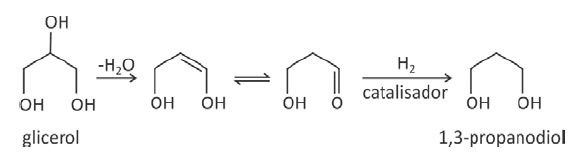 OH
-H₂O
H₂
catalisador
OH OH OH OH OH O OH OH
glicerol 1,3-propanodiol